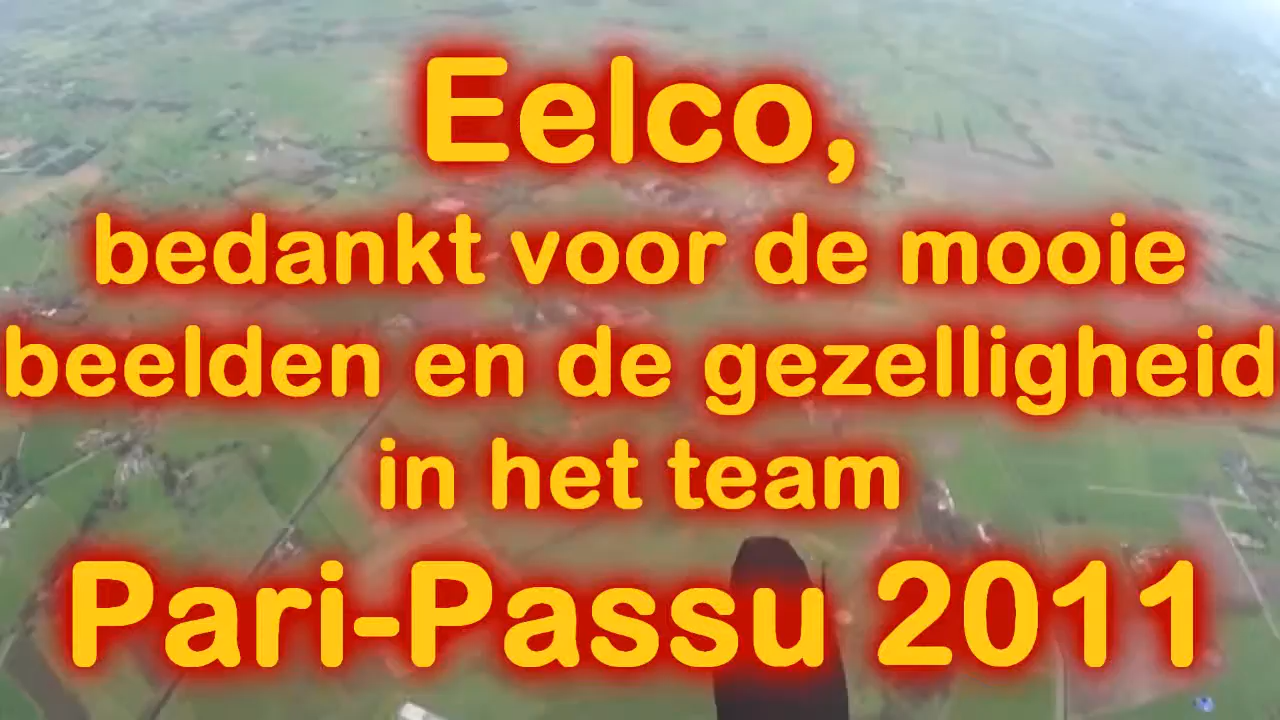 Eelco,
bedankt voor de mooie
beelden en de gezelligheid
in het team
Pari-Passu 2011